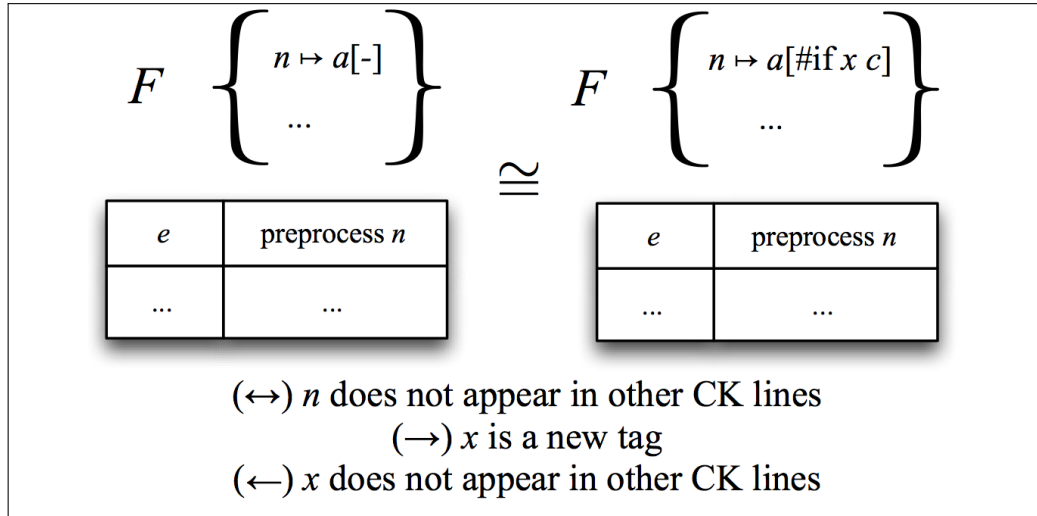 F { n ↦ a[-] ... }
≅
F { n ↦ a[#if x c] ... }
e preprocess n
... ...
e preprocess n
... ...
(↔) n does not appear in other CK lines
(→) x is a new tag
(←) x does not appear in other CK lines